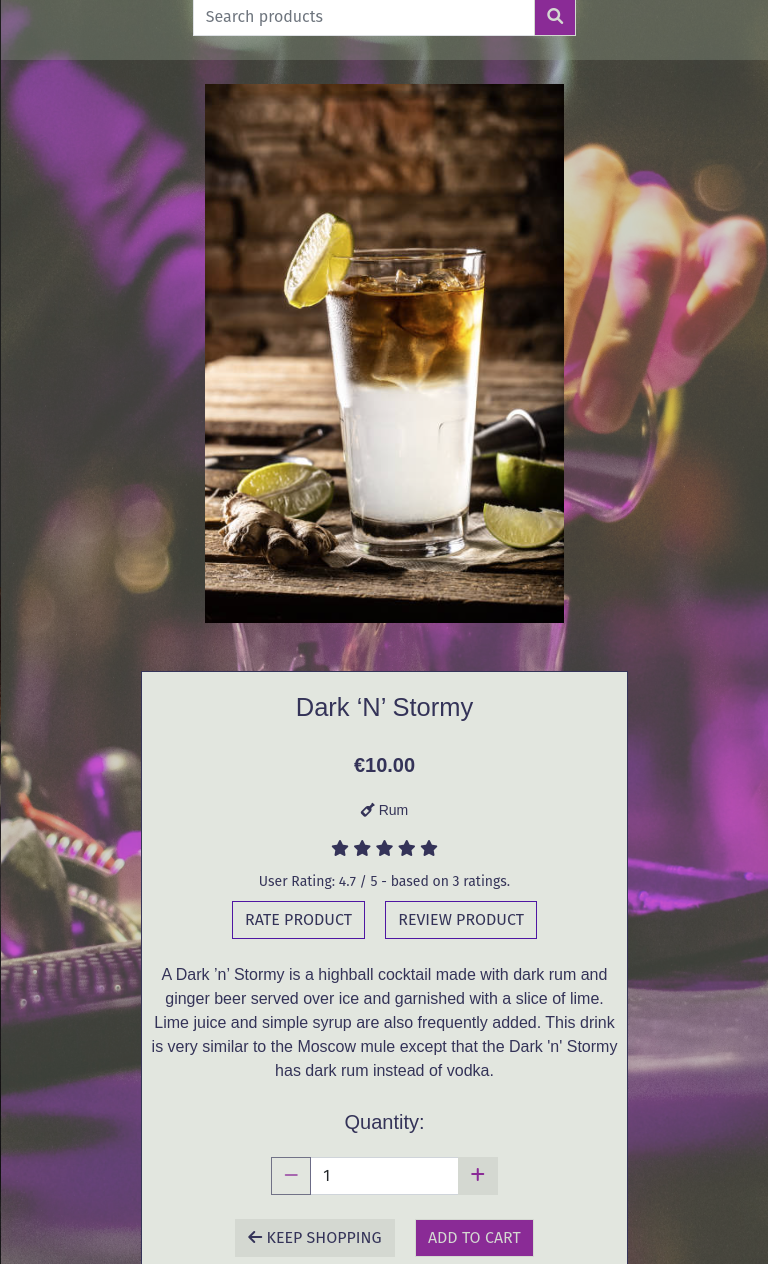 Search products
Dark ‘N’ Stormy
€10.00
Rum
User Rating: 4.7 / 5 - based on 3 ratings.
RATE PRODUCT
REVIEW PRODUCT
A Dark ’n’ Stormy is a highball cocktail made with dark rum and
ginger beer served over ice and garnished with a slice of lime.
Lime juice and simple syrup are also frequently added. This drink
is very similar to the Moscow mule except that the Dark 'n' Stormy
has dark rum instead of vodka.
Quantity:
1
KEEP SHOPPING
ADD TO CART